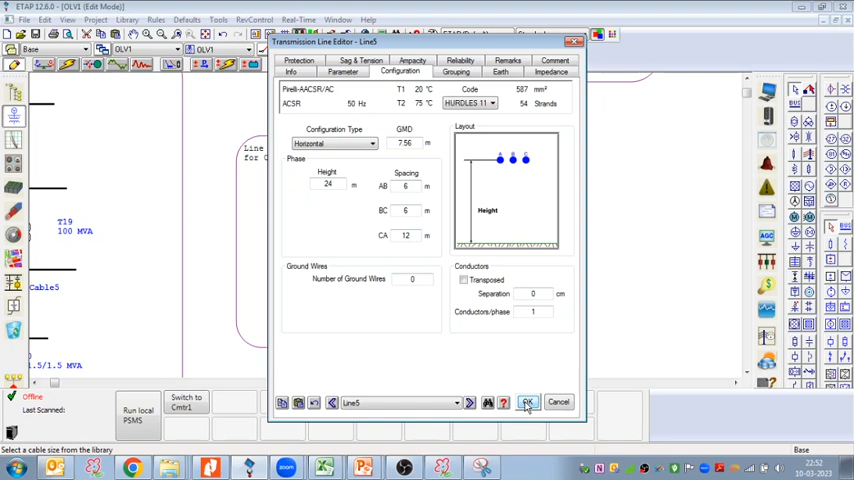 ETAP 12.6.0 - [OLV1 (Edit Mode)]
File Edit View Project Library Rules Defaults Tools RevControl Real-Time Window Help
Base
OLV1
OLV1
Line
for C
T19
100 MVA
Cable5
1.5/1.5 MVA
Transmission Line Editor - Line5
Protection Sag & Tension Ampacity Reliability Remarks Comment
Info Parameter Configuration Grouping Earth Impedance
Pirelli-AACSR/AC T1 20 °C Code 587 mm²
ACSR 50 Hz T2 75 °C HURDLES 11 54 Strands
Configuration Type GMD
Horizontal 7.56 m
Layout
A B C
Height
Phase
Height Spacing
24 m AB 6 m
BC 6 m
CA 12 m
Ground Wires
Number of Ground Wires 0
Conductors
Transposed
Separation 0 cm
Conductors/phase 1
Line5
OK Cancel
AGC
Offline
Last Scanned:
Run local
PSMS
Switch to
Cmtr1
Select a cable size from the library
Base
22:52
10-03-2023